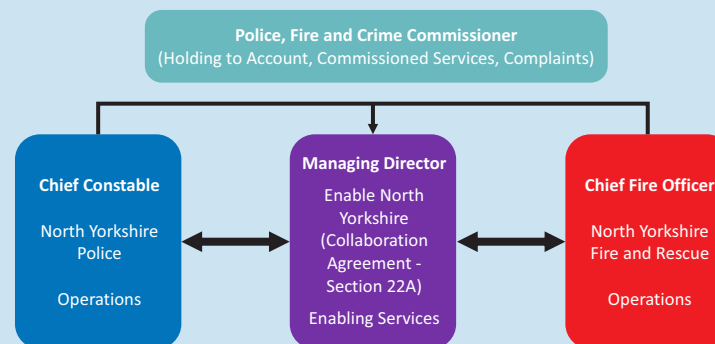 Police, Fire and Crime Commissioner
(Holding to Account, Commissioned Services, Complaints)
Chief Constable
North Yorkshire
Police
Operations
Managing Director
Enable North
Yorkshire
(Collaboration
Agreement -
Section 22A)
Enabling Services
Chief Fire Officer
North Yorkshire
Fire and Rescue
Operations